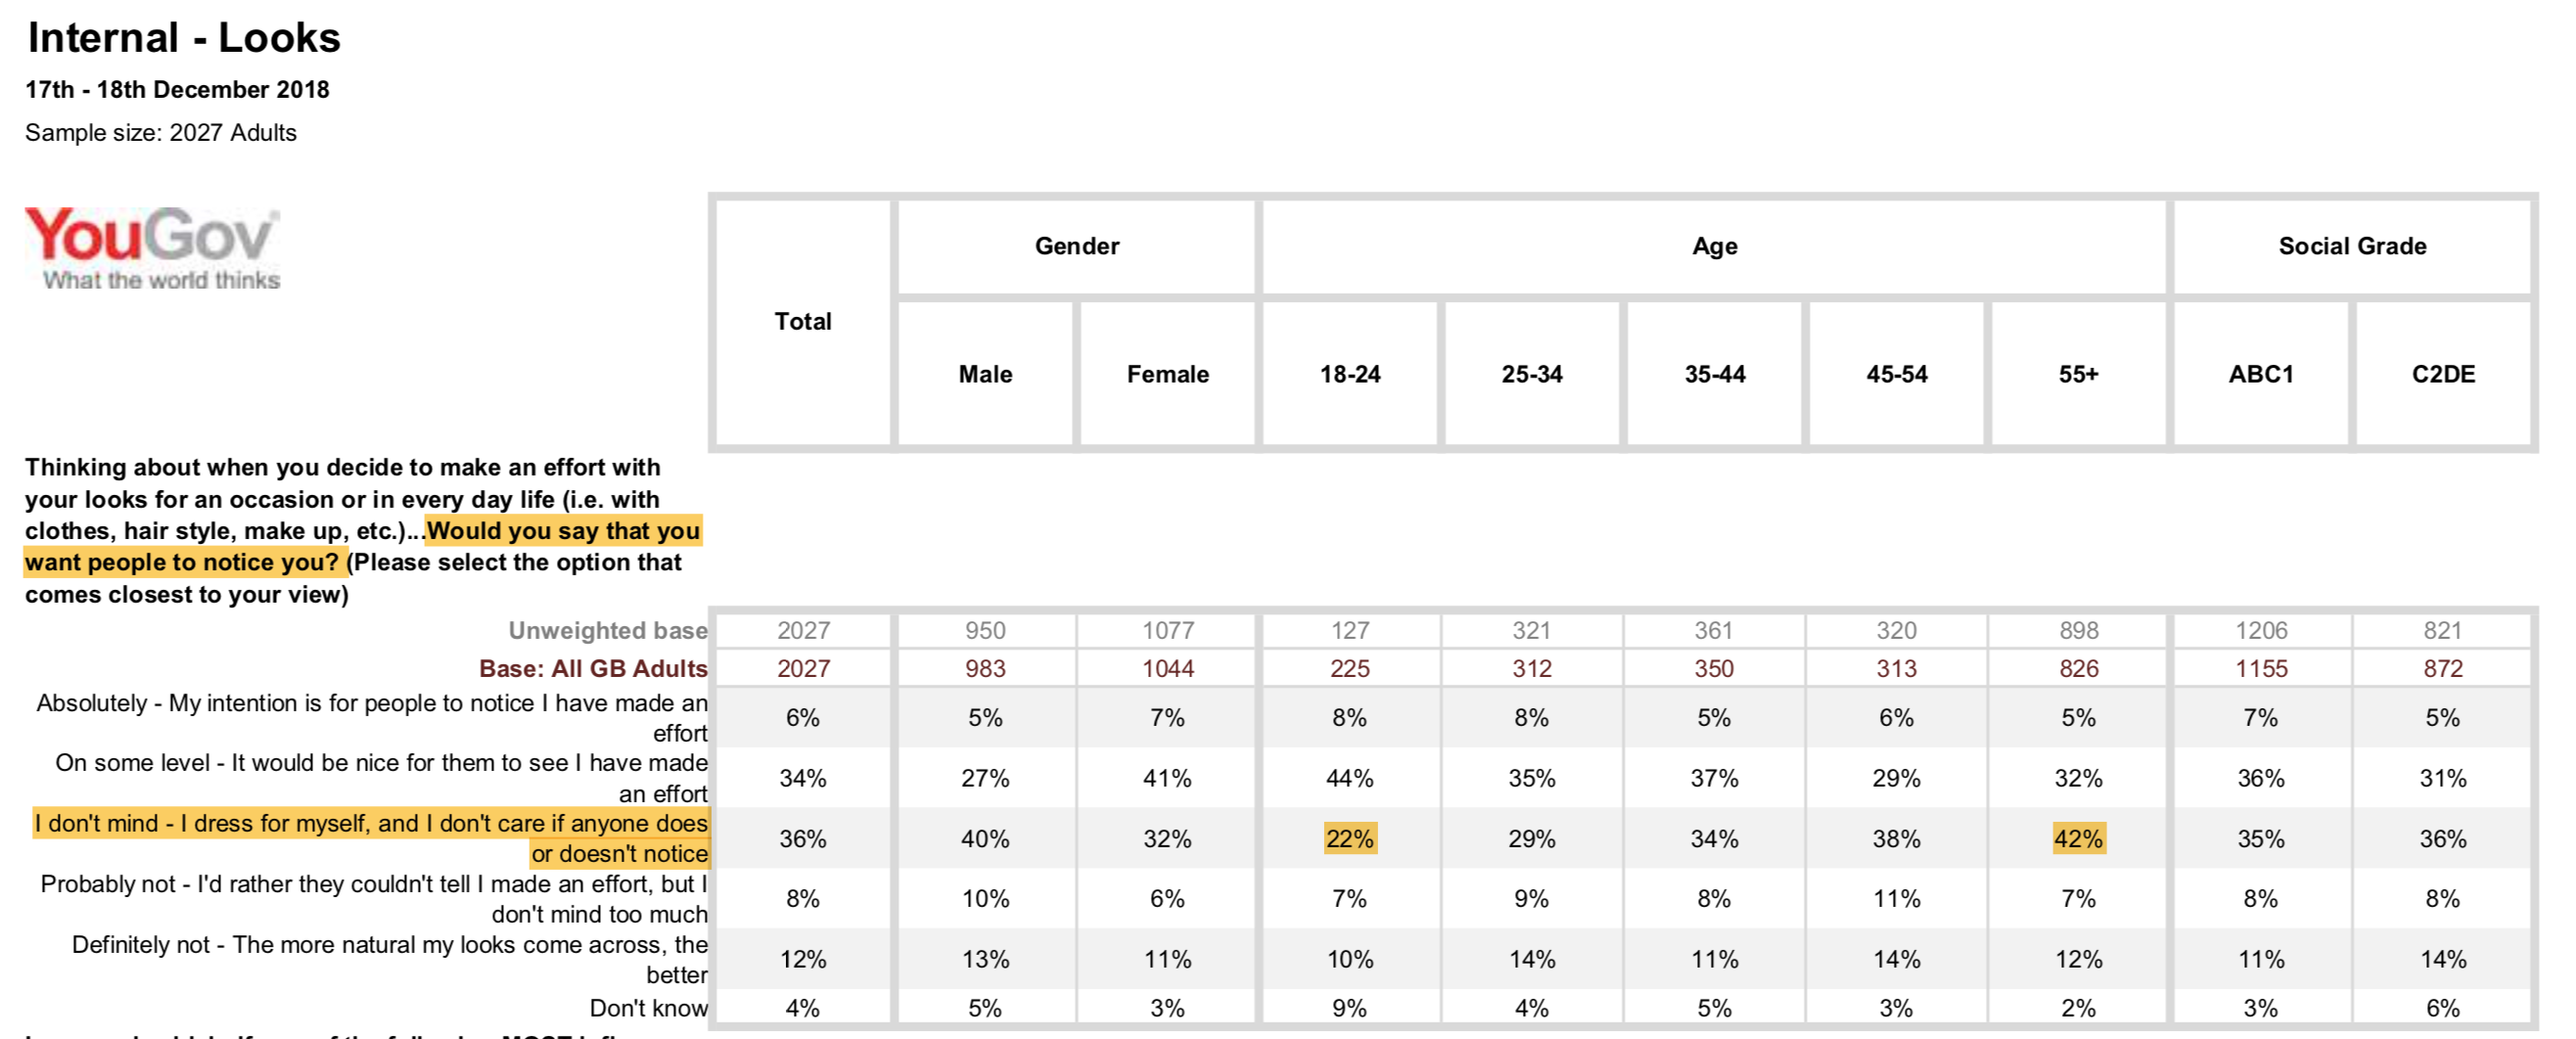 Internal - Looks
17th - 18th December 2018
Sample size: 2027 Adults
YouGov
What the world thinks
Total
Gender
Age
Social Grade
Male Female 18-24 25-34 35-44 45-54 55+ ABC1 C2DE
Thinking about when you decide to make an effort with
your looks for an occasion or in every day life (i.e. with
clothes, hair style, make up, etc.)...Would you say that you
want people to notice you? (Please select the option that
comes closest to your view)
Unweighted base 2027 950 1077 127 321 361 320 898 1206 821
Base: All GB Adults 2027 983 1044 225 312 350 313 826 1155 872
Absolutely - My intention is for people to notice I have made an
effort
6% 5% 7% 8% 8% 5% 6% 5% 7% 5%
On some level - It would be nice for them to see I have made
an effort
34% 27% 41% 44% 35% 37% 29% 32% 36% 31%
I don't mind - I dress for myself, and I don't care if anyone does
or doesn't notice
36% 40% 32% 22% 29% 34% 38% 42% 35% 36%
Probably not - I'd rather they couldn't tell I made an effort, but I
don't mind too much
8% 10% 6% 7% 9% 8% 11% 7% 8% 8%
Definitely not - The more natural my looks come across, the
better
12% 13% 11% 10% 14% 11% 14% 12% 11% 14%
Don't know 4% 5% 3% 9% 4% 5% 3% 2% 3% 6%